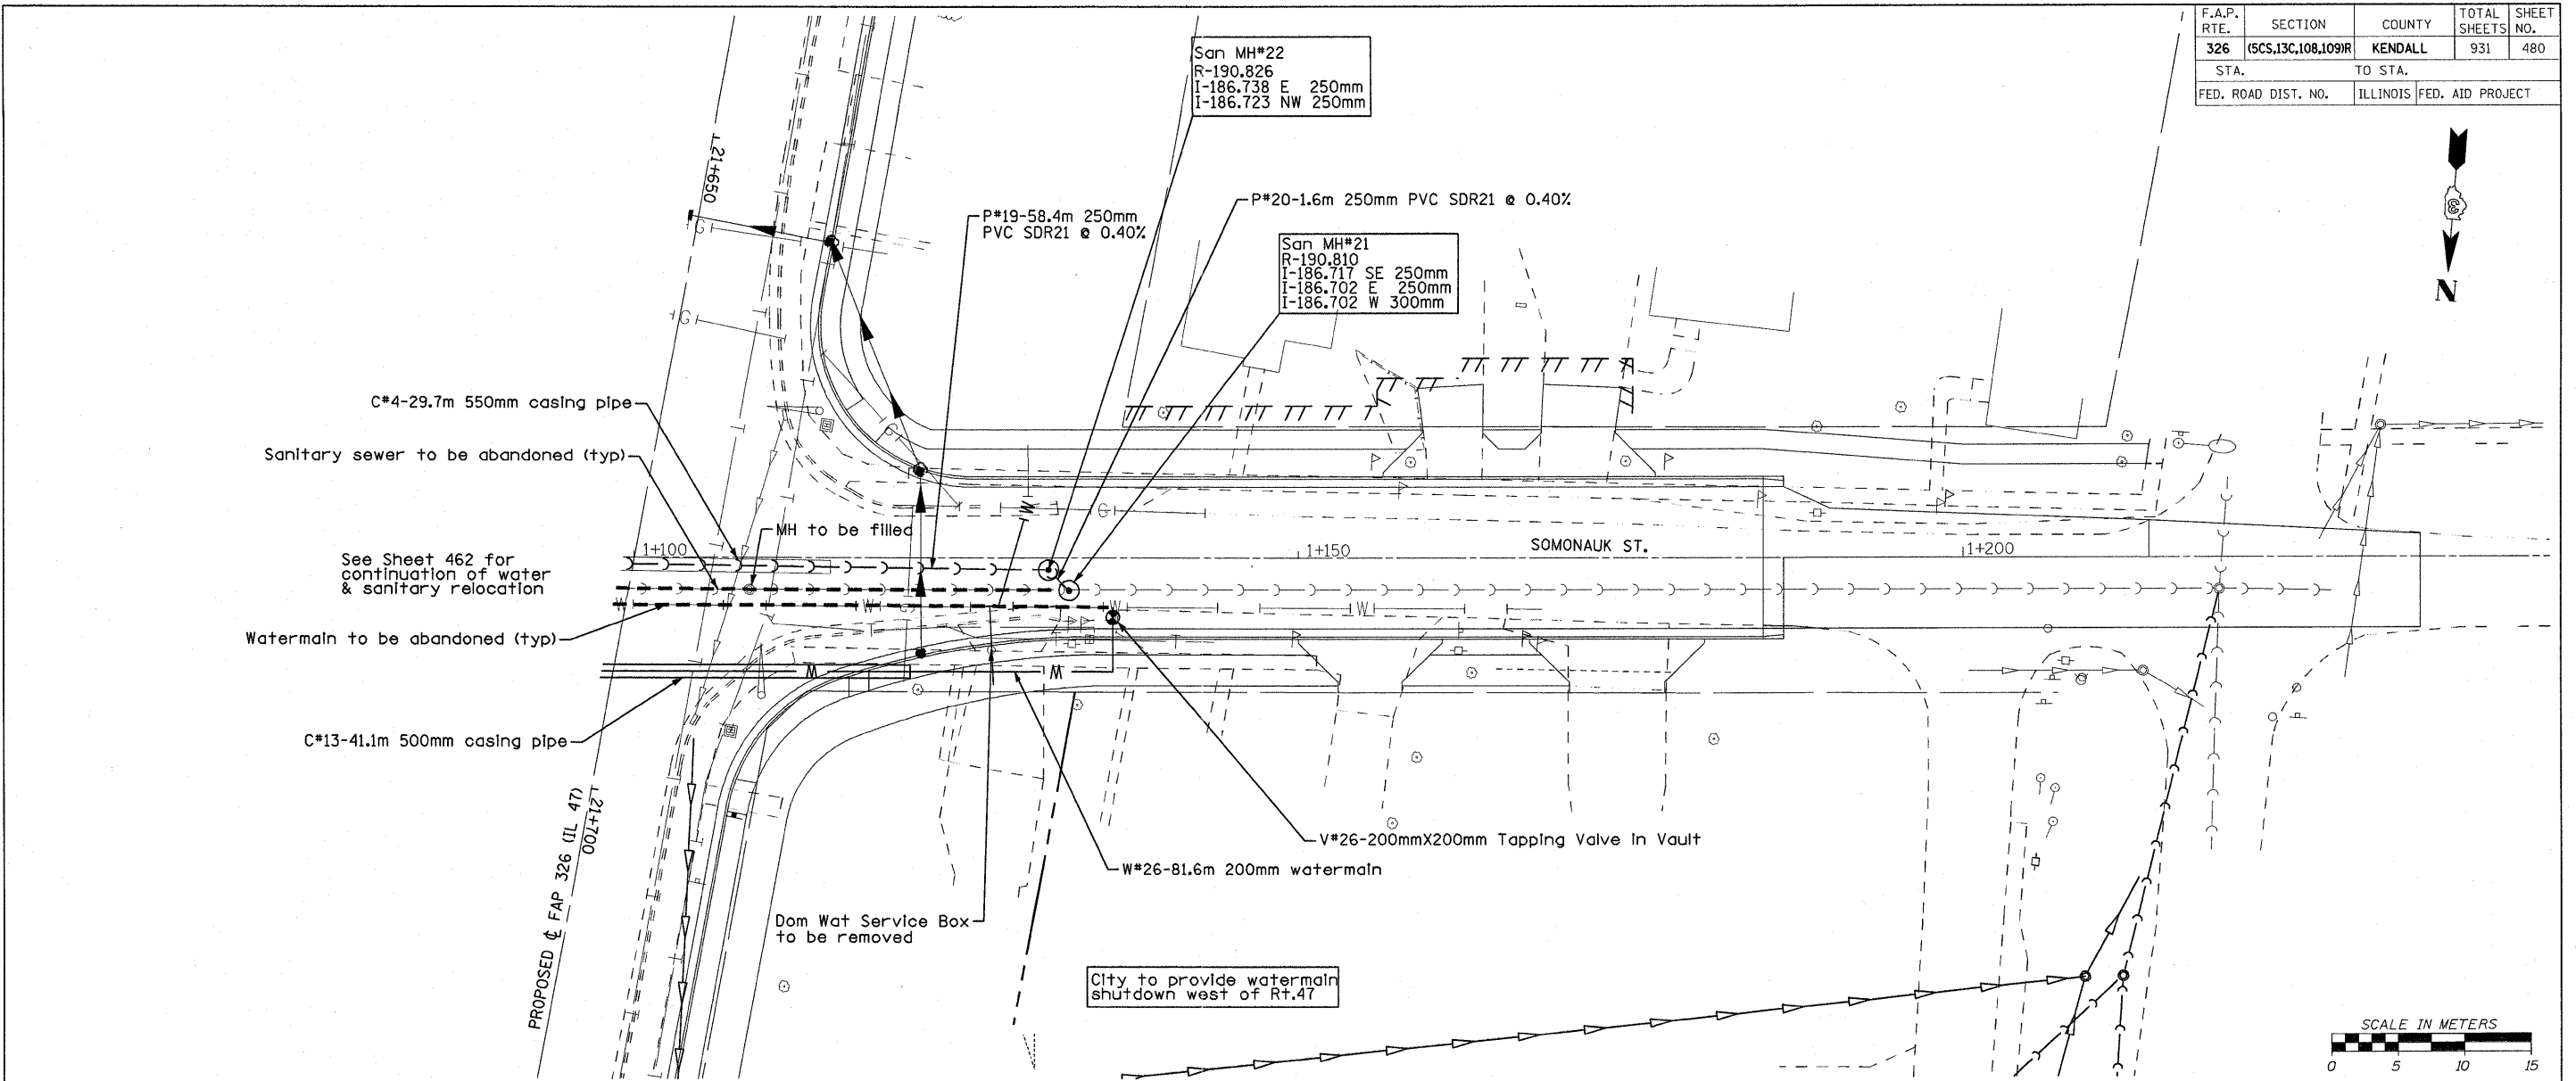 F.A.P. RTE. SECTION COUNTY TOTAL SHEETS SHEET NO.
326 (5CS,13C,108,109)R KENDALL 931 480
STA. TO STA.
FED. ROAD DIST. NO. ILLINOIS FED. AID PROJECT
San MH#22
R-190.826
I-186.738 E 250mm
I-186.723 NW 250mm
21+650
P#19-58.4m 250mm
PVC SDR21 @ 0.40%
P#20-1.6m 250mm PVC SDR21 @ 0.40%
San MH#21
R-190.810
I-186.717 SE 250mm
I-186.702 E 250mm
I-186.702 W 300mm
N
G
G
C#4-29.7m 550mm casing pipe
Sanitary sewer to be abandoned (typ)
G
W
G
MH to be filled
See Sheet 462 for
continuation of water
& sanitary relocation
1+100
1+150
SOMONAUK ST.
1+200
W
W
G
W
W
Watermain to be abandoned (typ)
W
W
C#13-41.1m 500mm casing pipe
PROPOSED ℄ FAP 326 (IL 47)
21+700
V#26-200mmX200mm Tapping Valve in Vault
W#26-81.6m 200mm watermain
Dom Wat Service Box
to be removed
City to provide watermain
shutdown west of Rt.47
SCALE IN METERS
0 5 10 15